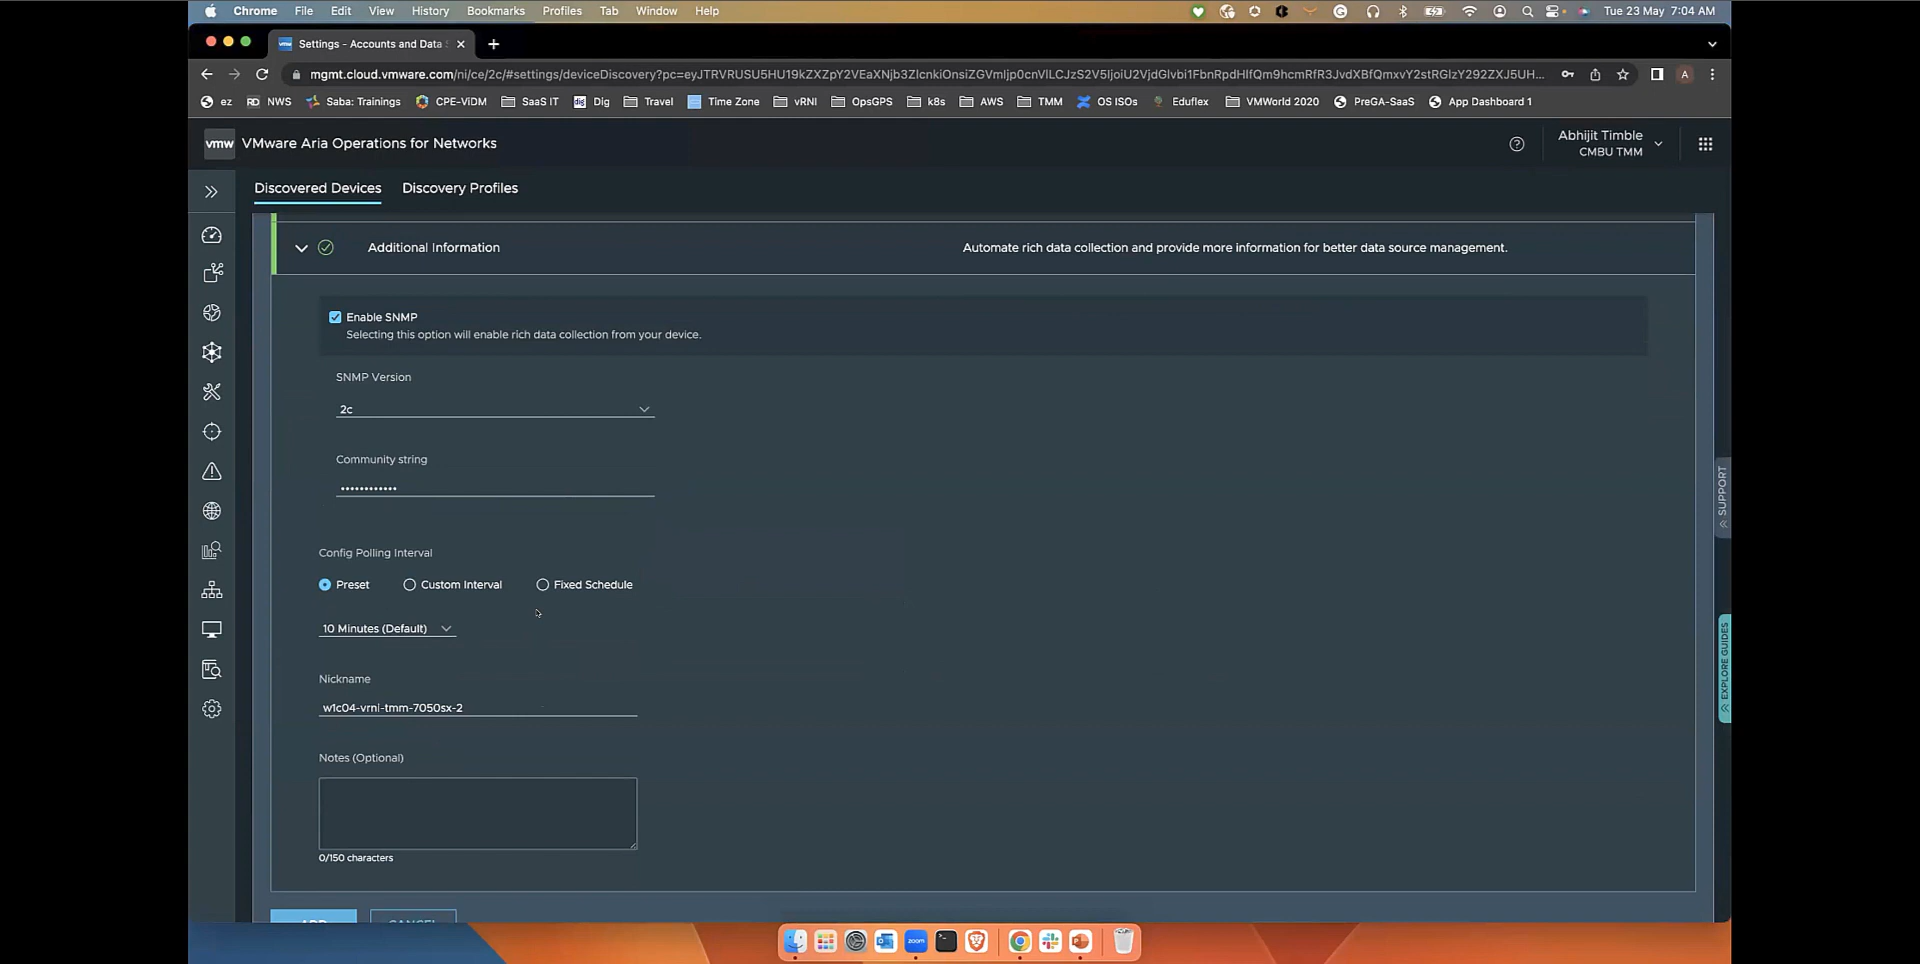 Chrome File Edit View History Bookmarks Profiles Tab Window Help
Tue 23 May 7:04 AM
Settings - Accounts and Data
mgmt.cloud.vmware.com/ni/ce/2c/#settings/deviceDiscovery?pc=
ez NWS Saba: Trainings CPE-ViDM SaaS IT Dig Travel Time Zone vRNI OpsGPS k8s AWS TMM OS ISOs Eduflex VMWorld 2020 PreGA-SaaS App Dashboard 1
vmw VMware Aria Operations for Networks
Abhijit Timble
CMBU TMM
Discovered Devices Discovery Profiles
Additional Information
Automate rich data collection and provide more information for better data source management.
Enable SNMP
Selecting this option will enable rich data collection from your device.
SNMP Version
2c
Community string
••••••••••••
Config Polling Interval
Preset Custom Interval Fixed Schedule
10 Minutes (Default)
Nickname
w1c04-vrni-tmm-7050sx-2
Notes (Optional)
0/150 characters
ADD CANCEL
SUPPORT
EXPLORE GUIDES
zoom